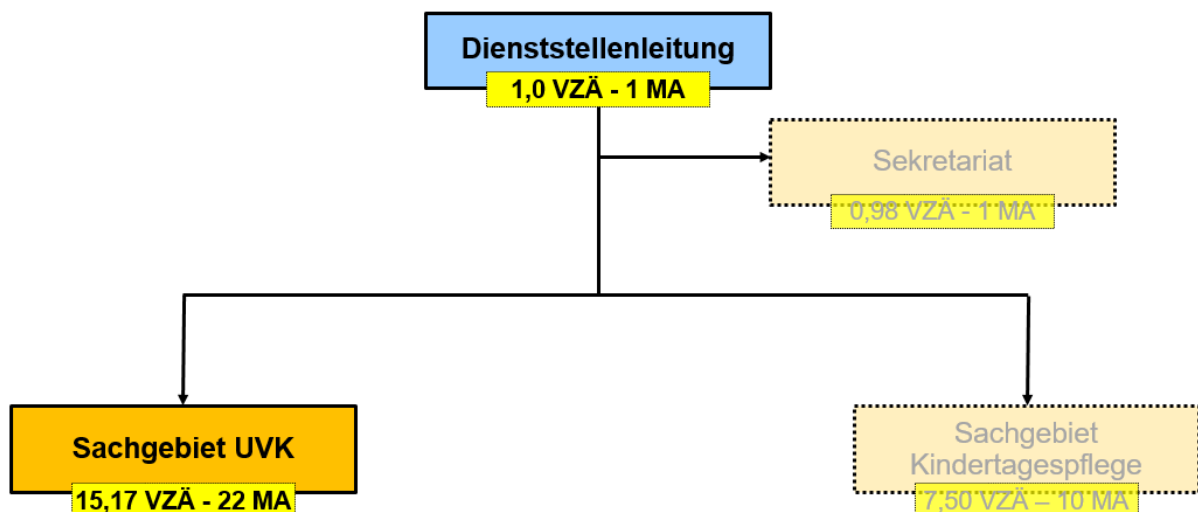 Dienststellenleitung
1,0 VZÄ - 1 MA
Sekretariat
0,98 VZÄ - 1 MA
Sachgebiet UVK
15,17 VZÄ - 22 MA
Sachgebiet
Kindertagespflege
7,50 VZÄ – 10 MA